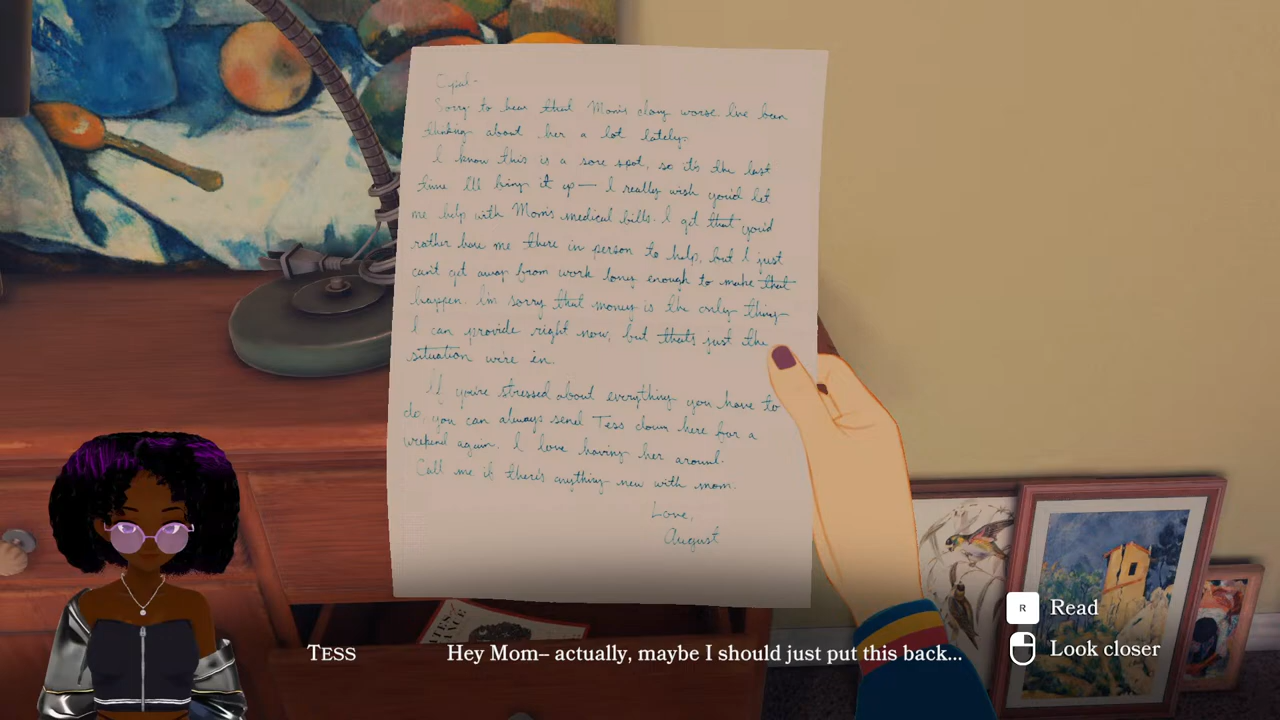 Opal-
Sorry to hear that Mom's doing worse. I've been
thinking about her a lot lately.
I know this is a sore spot, so it's the last
time I'll bring it up— I really wish you'd let
me help with Mom's medical bills. I get that you'd
rather have me there in person to help, but I just
can't get away from work long enough to make that
happen. I'm sorry that money is the only thing
I can provide right now, but that's just the
situation we're in.
If you're stressed about everything you have to
do, you can always send Tess down here for a
weekend again. I love having her around.
Call me if there's anything new with mom.
Love,
August
R Read
Look closer
TESS Hey Mom– actually, maybe I should just put this back...